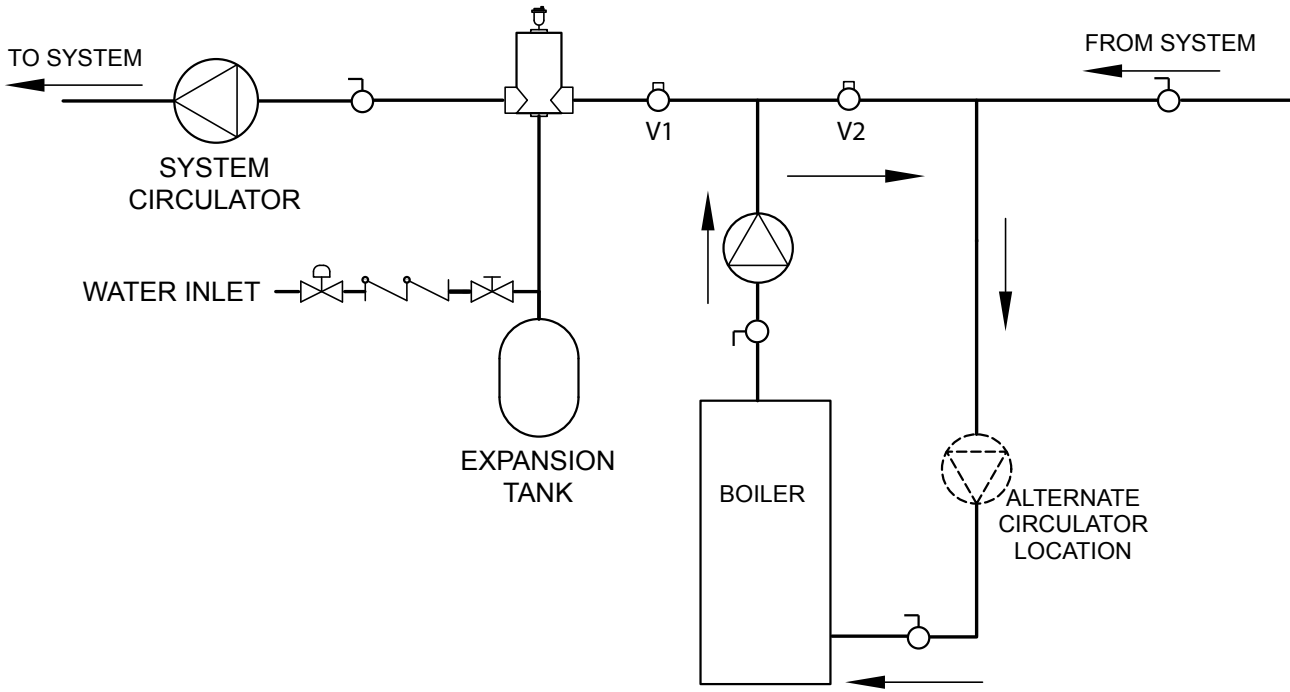 TO SYSTEM
FROM SYSTEM
V1
V2
SYSTEM
CIRCULATOR
WATER INLET
EXPANSION
TANK
BOILER
ALTERNATE
CIRCULATOR
LOCATION